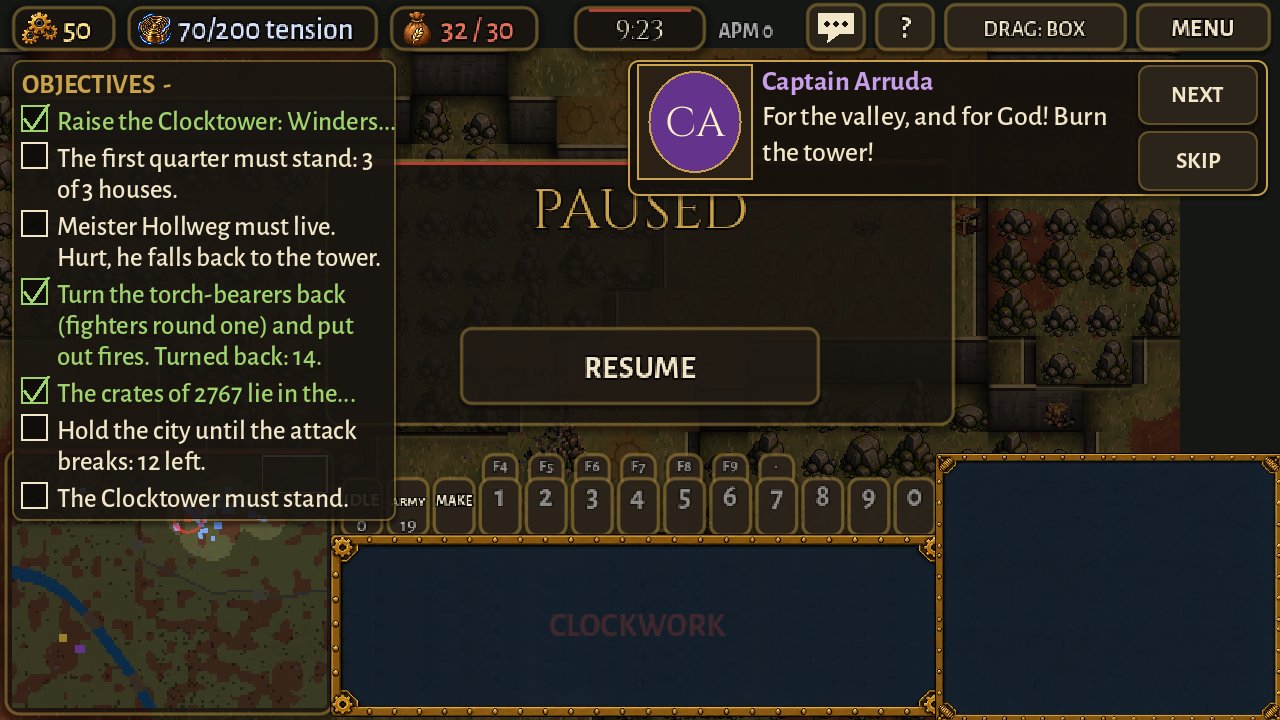 50
70/200 tension
32/30
9:23
APM 0
?
DRAG: BOX
MENU
OBJECTIVES -
Raise the Clocktower: Winders...
The first quarter must stand: 3
of 3 houses.
Meister Hollweg must live.
Hurt, he falls back to the tower.
Turn the torch-bearers back
(fighters round one) and put
out fires. Turned back: 14.
The crates of 2767 lie in the...
Hold the city until the attack
breaks: 12 left.
The Clocktower must stand.
CA
Captain Arruda
For the valley, and for God! Burn
the tower!
NEXT
SKIP
PAUSED
RESUME
F4 F5 F6 F7 F8 F9 .
IDLE ARMY MAKE 1 2 3 4 5 6 7 8 9 0
0 19
CLOCKWORK